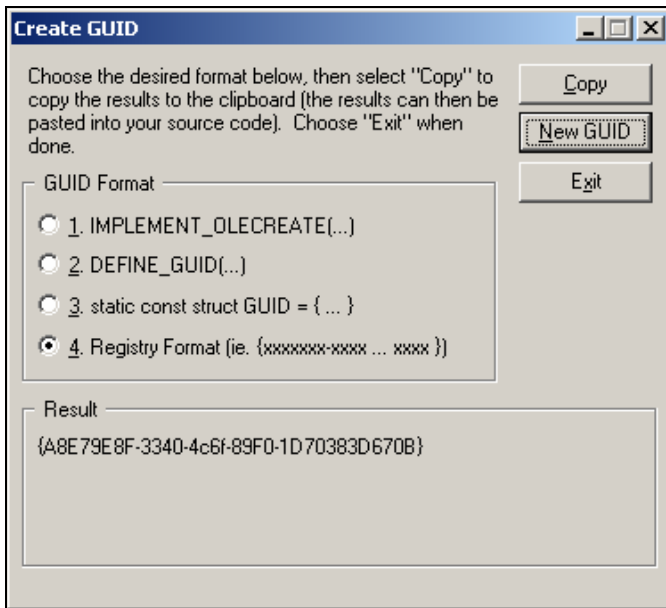 Create GUID
Choose the desired format below, then select "Copy" to
copy the results to the clipboard (the results can then be
pasted into your source code). Choose "Exit" when
done.
Copy
New GUID
Exit
GUID Format
1. IMPLEMENT_OLECREATE(...)
2. DEFINE_GUID(...)
3. static const struct GUID = { ... }
4. Registry Format (ie. {xxxxxxx-xxxx ... xxxx })
Result
{A8E79E8F-3340-4c6f-89F0-1D70383D670B}